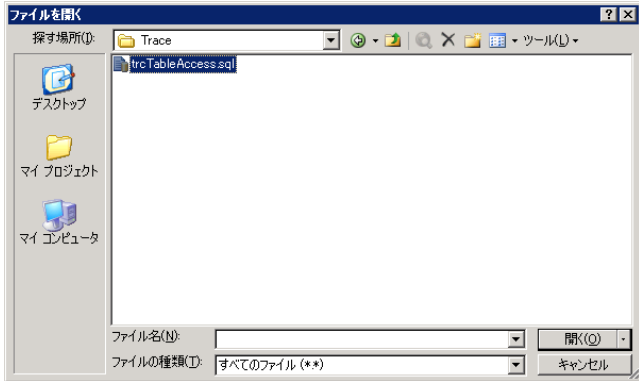 ファイルを開く
探す場所(I):
Trace
ツール(L)
trcTableAccess.sql
デスクトップ
マイ プロジェクト
マイ コンピュータ
ファイル名(N):
開く(O)
ファイルの種類(T):
すべてのファイル (*.*)
キャンセル